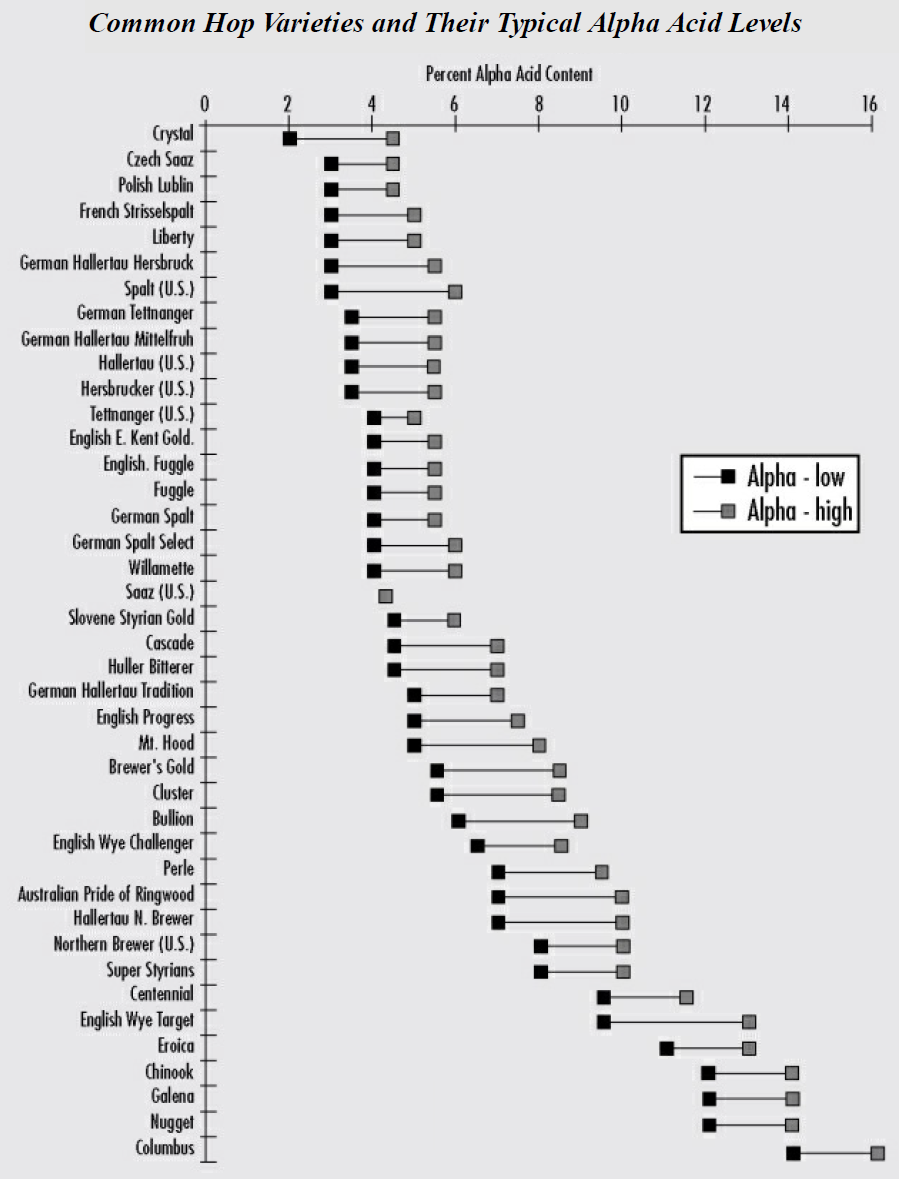 Common Hop Varieties and Their Typical Alpha Acid Levels
Percent Alpha Acid Content
0 2 4 6 8 10 12 14 16
Crystal
Czech Saaz
Polish Lublin
French Strisselspalt
Liberty
German Hallertau Hersbruck
Spalt (U.S.)
German Tettnanger
German Hallertau Mittelfruh
Hallertau (U.S.)
Hersbrucker (U.S.)
Tettnanger (U.S.)
English E. Kent Gold.
English. Fuggle
Fuggle
German Spalt
German Spalt Select
Willamette
Saaz (U.S.)
Slovene Styrian Gold
Cascade
Huller Bitterer
German Hallertau Tradition
English Progress
Mt. Hood
Brewer's Gold
Cluster
Bullion
English Wye Challenger
Perle
Australian Pride of Ringwood
Hallertau N. Brewer
Northern Brewer (U.S.)
Super Styrians
Centennial
English Wye Target
Eroica
Chinook
Galena
Nugget
Columbus
Alpha - low
Alpha - high